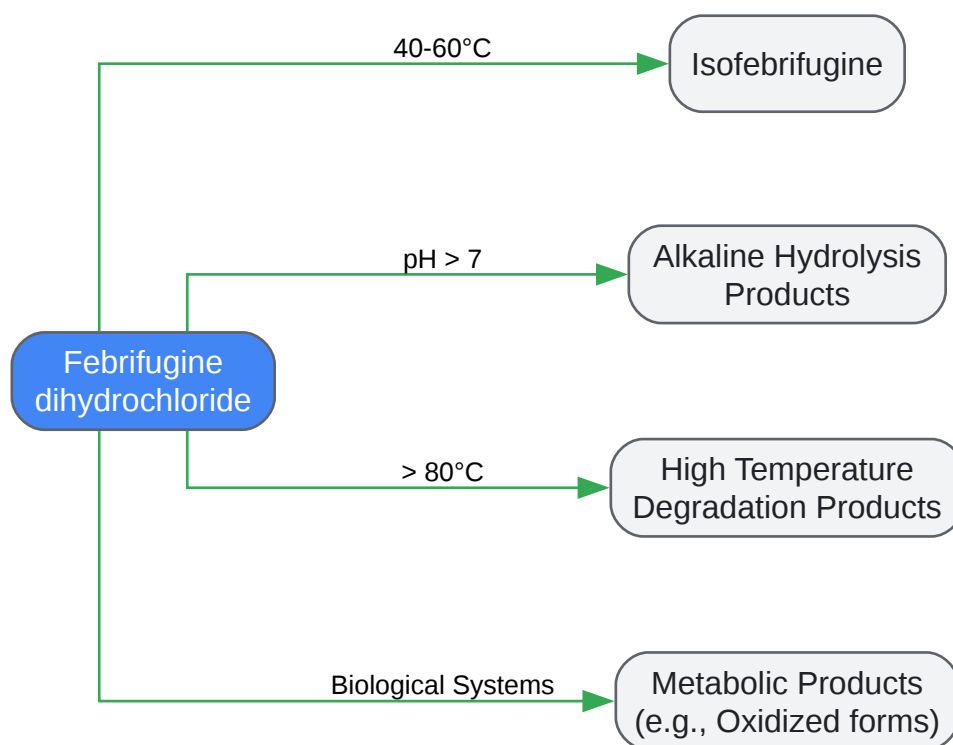 40-60°C
Isofebrifugine
pH > 7
Alkaline Hydrolysis
Products
Febrifugine
dihydrochloride
> 80°C
High Temperature
Degradation Products
Biological Systems
Metabolic Products
(e.g., Oxidized forms)